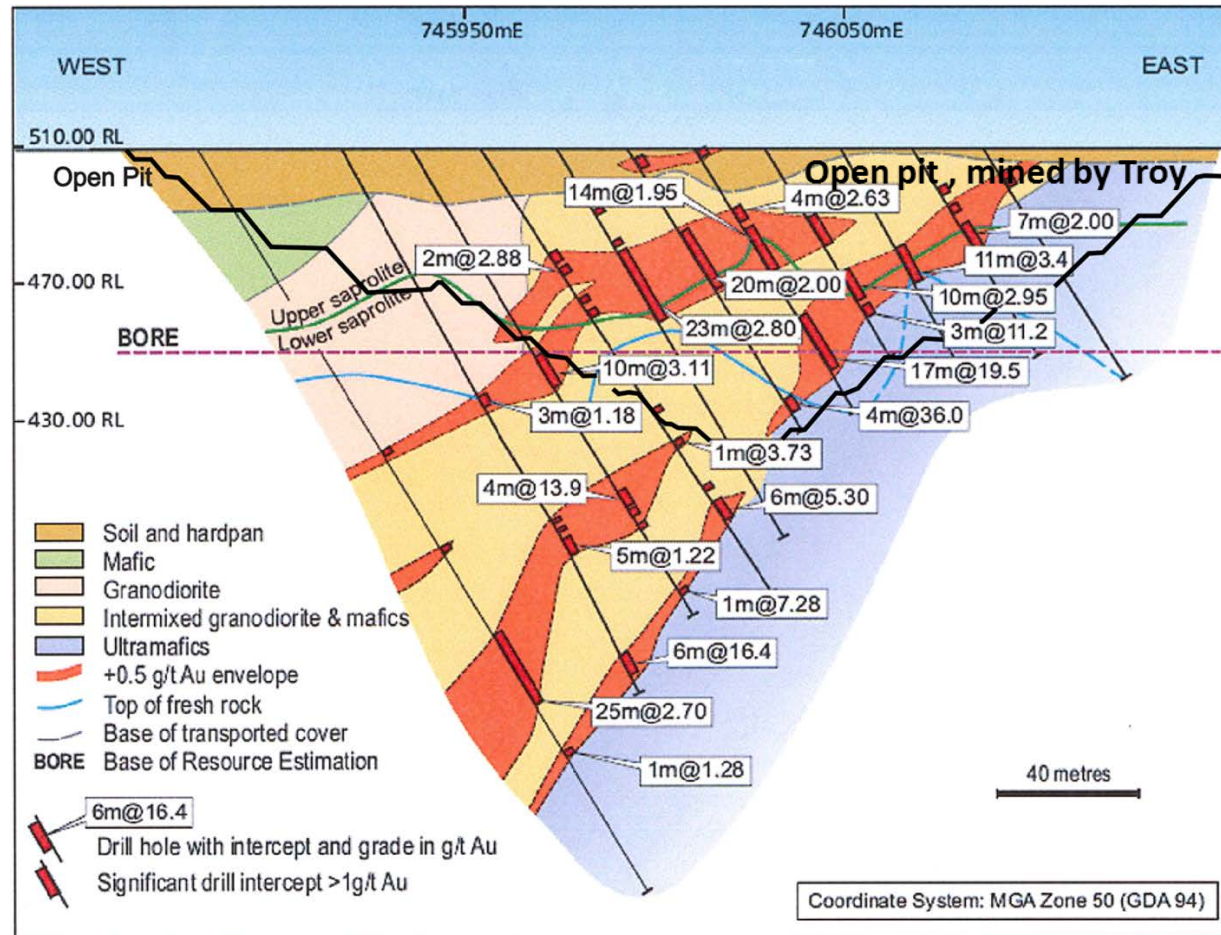 745950mE
746050mE
WEST
EAST
510.00 RL
Open Pit
Open pit , mined by Troy
14m@1.95
4m@2.63
7m@2.00
2m@2.88
11m@3.4
470.00 RL
Upper saprolite
Lower saprolite
20m@2.00
10m@2.95
23m@2.80
3m@11.2
BORE
10m@3.11
17m@19.5
3m@1.18
4m@36.0
430.00 RL
1m@3.73
4m@13.9
6m@5.30
5m@1.22
1m@7.28
6m@16.4
25m@2.70
1m@1.28
Soil and hardpan
Mafic
Granodiorite
Intermixed granodiorite & mafics
Ultramafics
+0.5 g/t Au envelope
Top of fresh rock
Base of transported cover
BORE Base of Resource Estimation
6m@16.4
Drill hole with intercept and grade in g/t Au
Significant drill intercept >1g/t Au
40 metres
Coordinate System: MGA Zone 50 (GDA 94)